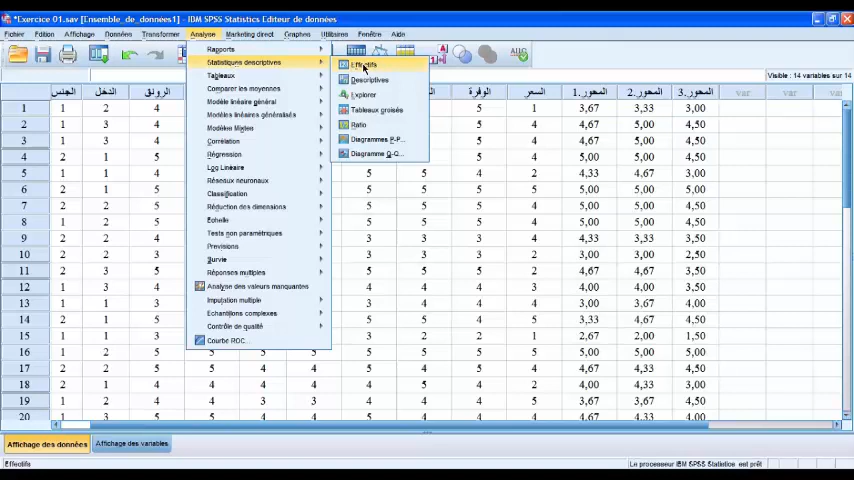 *Exercice 01.sav [Ensemble_de_données1] - IBM SPSS Statistics Editeur de données
Fichier Edition Affichage Données Transformer Analyse Marketing direct Graphes Utilitaires Fenêtre Aide
Visible : 14 variables sur 14
Rapports
Statistiques descriptives
Tableaux
Comparer les moyennes
Modèle linéaire général
Modèles linéaires généralisés
Modèles Mixtes
Corrélation
Régression
Log Linéaire
Réseaux neuronaux
Classification
Réduction des dimensions
Echelle
Tests non paramétriques
Prévisions
Survie
Réponses multiples
Analyse des valeurs manquantes
Imputation multiple
Echantillons complexes
Contrôle de qualité
Courbe ROC...
Effectifs
Descriptives
Explorer
Tableaux croisés
Ratio
Diagrammes P-P...
Diagramme Q-Q...
الجنس الدخل الرونق الوفرة السعر المحور.1 المحور.2 المحور.3 var var
1 1 2 4 5 1 3,67 3,33 3,00
2 1 3 4 5 4 4,67 4,33 4,50
3 1 1 4 5 4 4,67 4,67 4,50
4 2 1 5 5 4 5,00 5,00 4,50
5 1 1 4 5 5 4 2 4,33 4,67 3,00
6 1 2 5 5 5 5 4 5,00 5,00 4,50
7 2 2 5 5 5 5 4 5,00 5,00 4,50
8 1 2 5 5 5 5 4 5,00 5,00 4,50
9 2 2 4 3 3 3 4 4,33 3,33 3,50
10 2 2 3 3 3 3 2 3,00 3,00 2,50
11 2 3 5 5 5 5 4 4,67 5,00 4,50
12 1 3 4 5 4 4 2 4,67 4,67 3,00
13 1 1 3 3 4 4 4 4,00 3,33 4,00
14 2 1 5 5 5 5 4 5,00 5,00 4,50
15 1 1 3 3 2 2 1 2,67 2,00 1,50
16 2 2 5 5 5 5 5 5 5 5,00 5,00 5,00
17 2 1 4 4 4 4 4 4 2 4,00 4,00 3,00
18 2 2 4 4 4 4 5 4 2 4,00 4,33 3,00
19 1 1 4 4 3 3 4 4 2 3,67 3,67 3,00
20 1 3 5 5 4 4 5 5 4 4,67 4,67 4,50
Affichage des données Affichage des variables
Effectifs
Le processeur IBM SPSS Statistics est prêt